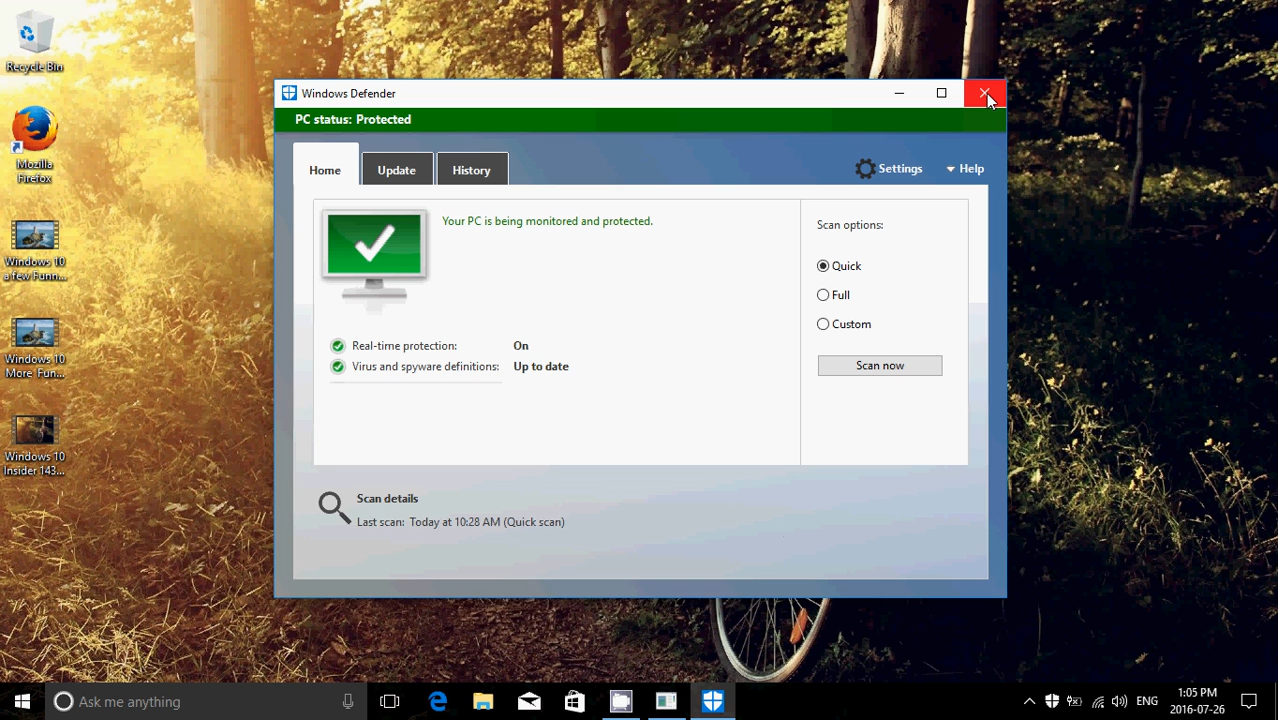 Recycle Bin
Mozilla
Firefox
Windows 10
a few Funn...
Windows 10
More Fun...
Windows 10
Insider 143...
Windows Defender
PC status: Protected
Home
Update
History
Settings
Help
Your PC is being monitored and protected.
Real-time protection: On
Virus and spyware definitions: Up to date
Scan options:
Quick
Full
Custom
Scan now
Scan details
Last scan: Today at 10:28 AM (Quick scan)
Ask me anything
ENG
1:05 PM
2016-07-26